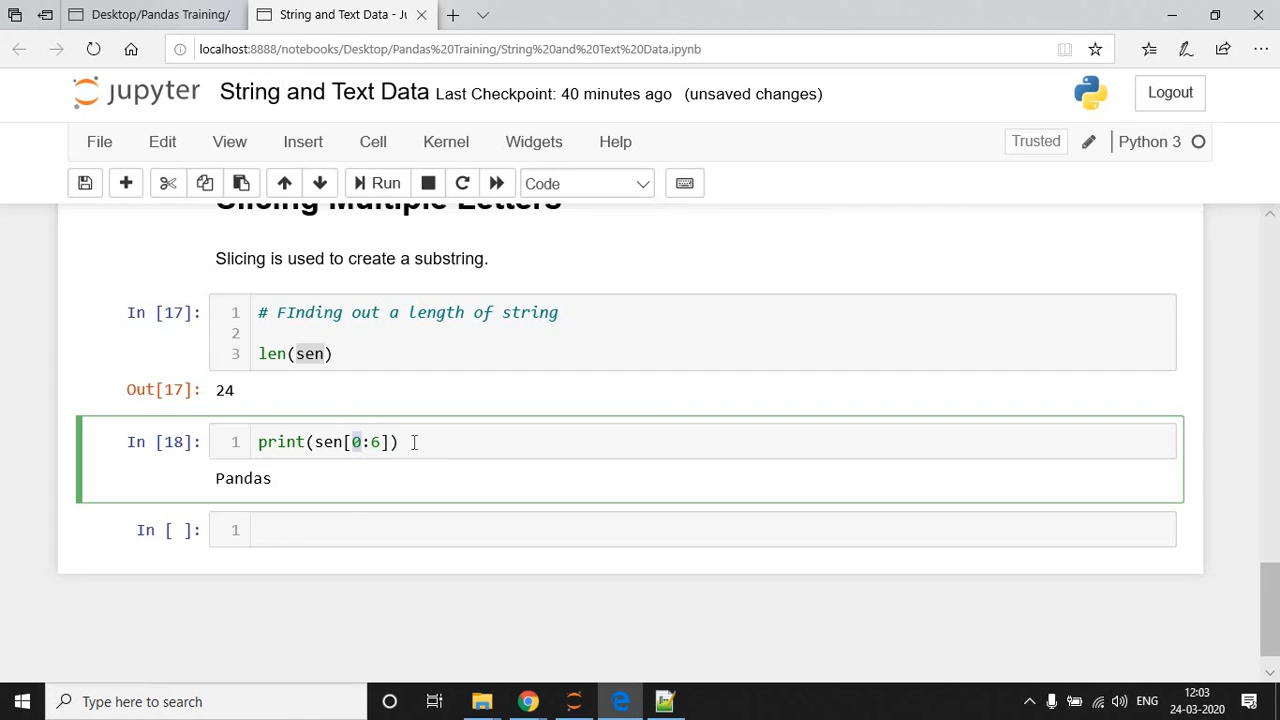 Desktop/Pandas Training/
String and Text Data - Ju
localhost:8888/notebooks/Desktop/Pandas%20Training/String%20and%20Text%20Data.ipynb
jupyter String and Text Data Last Checkpoint: 40 minutes ago (unsaved changes) Logout
File Edit View Insert Cell Kernel Widgets Help Trusted Python 3
Run Code
Slicing Multiple Letters
Slicing is used to create a substring.
In [17]: 1 # FInding out a length of string
2
3 len(sen)
Out[17]: 24
In [18]: 1 print(sen[0:6])
Pandas
In [ ]: 1
Type here to search
ENG
12:03
24-03-2020